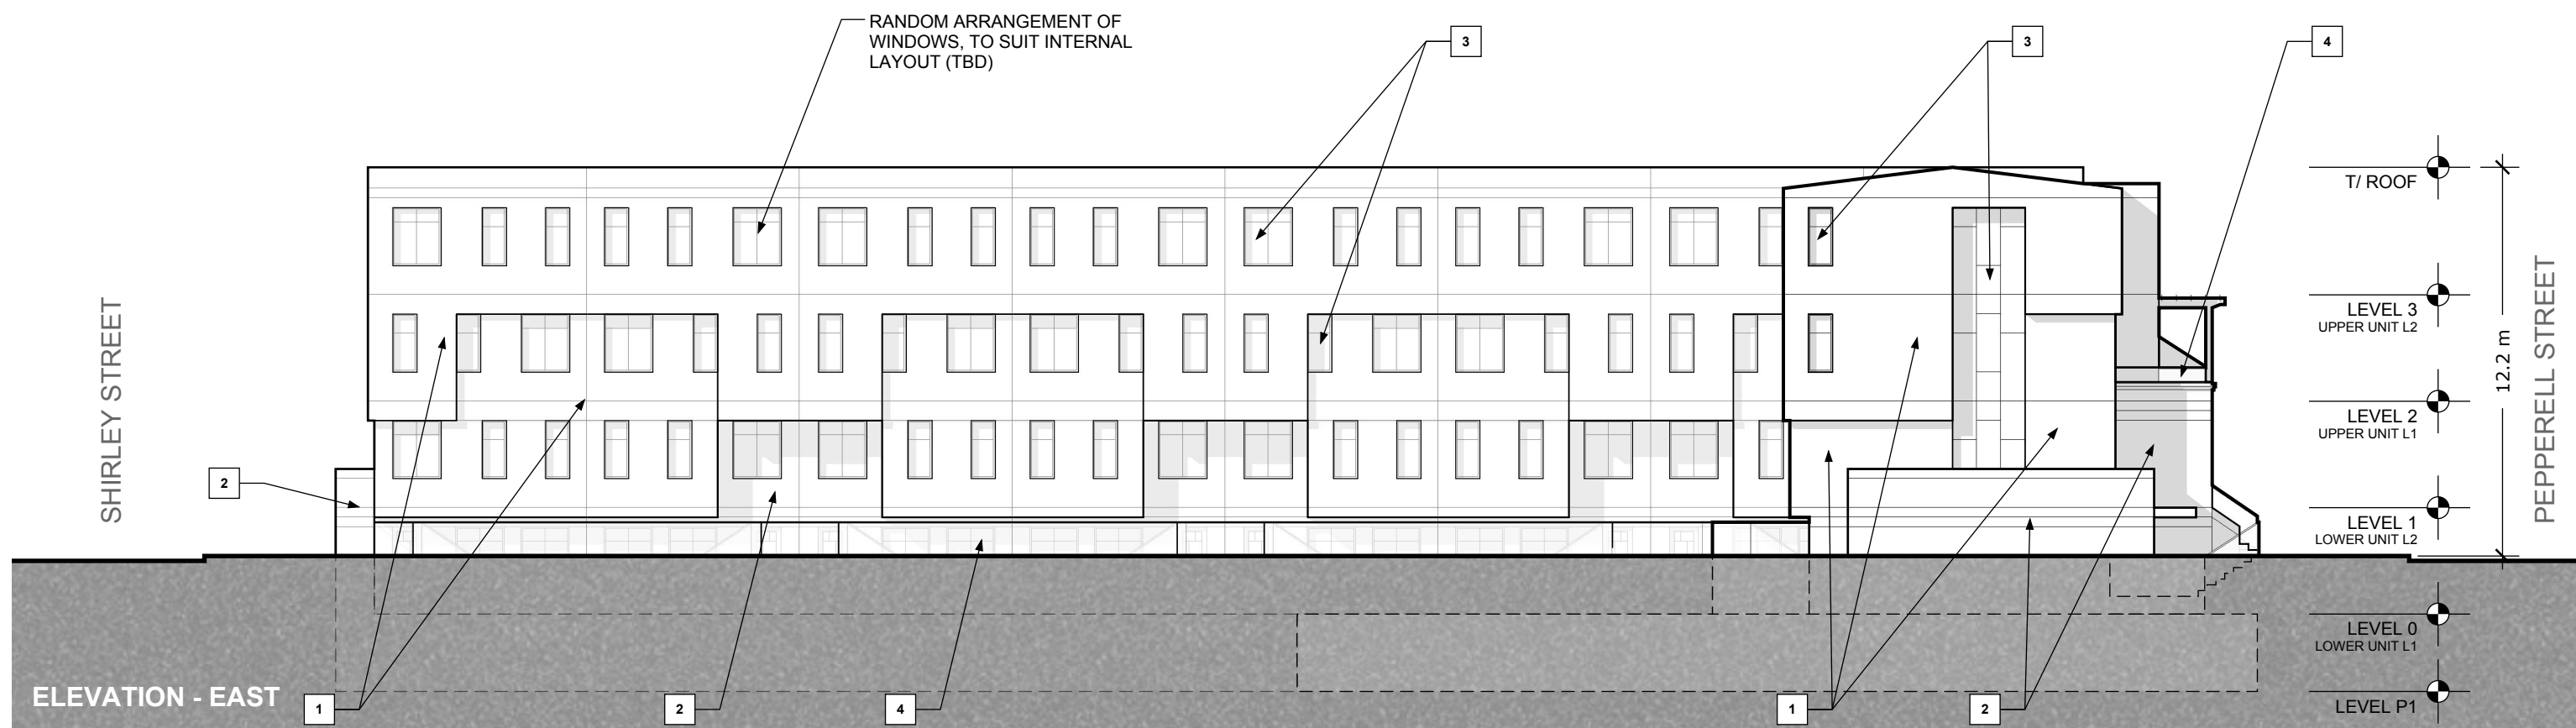 RANDOM ARRANGEMENT OF
WINDOWS, TO SUIT INTERNAL
LAYOUT (TBD)
3
3
4
T/ ROOF
LEVEL 3
UPPER UNIT L2
12.2 m
LEVEL 2
UPPER UNIT L1
SHIRLEY STREET
PEPPERELL STREET
2
LEVEL 1
LOWER UNIT L2
LEVEL 0
LOWER UNIT L1
ELEVATION - EAST
1
2
4
1
2
LEVEL P1